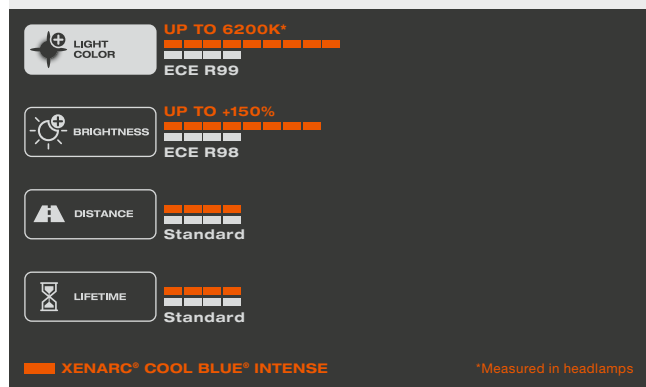 UP TO 6200K*
LIGHT
COLOR
ECE R99
UP TO +150%
BRIGHTNESS
ECE R98
DISTANCE
Standard
LIFETIME
Standard
XENARC® COOL BLUE® INTENSE
*Measured in headlamps